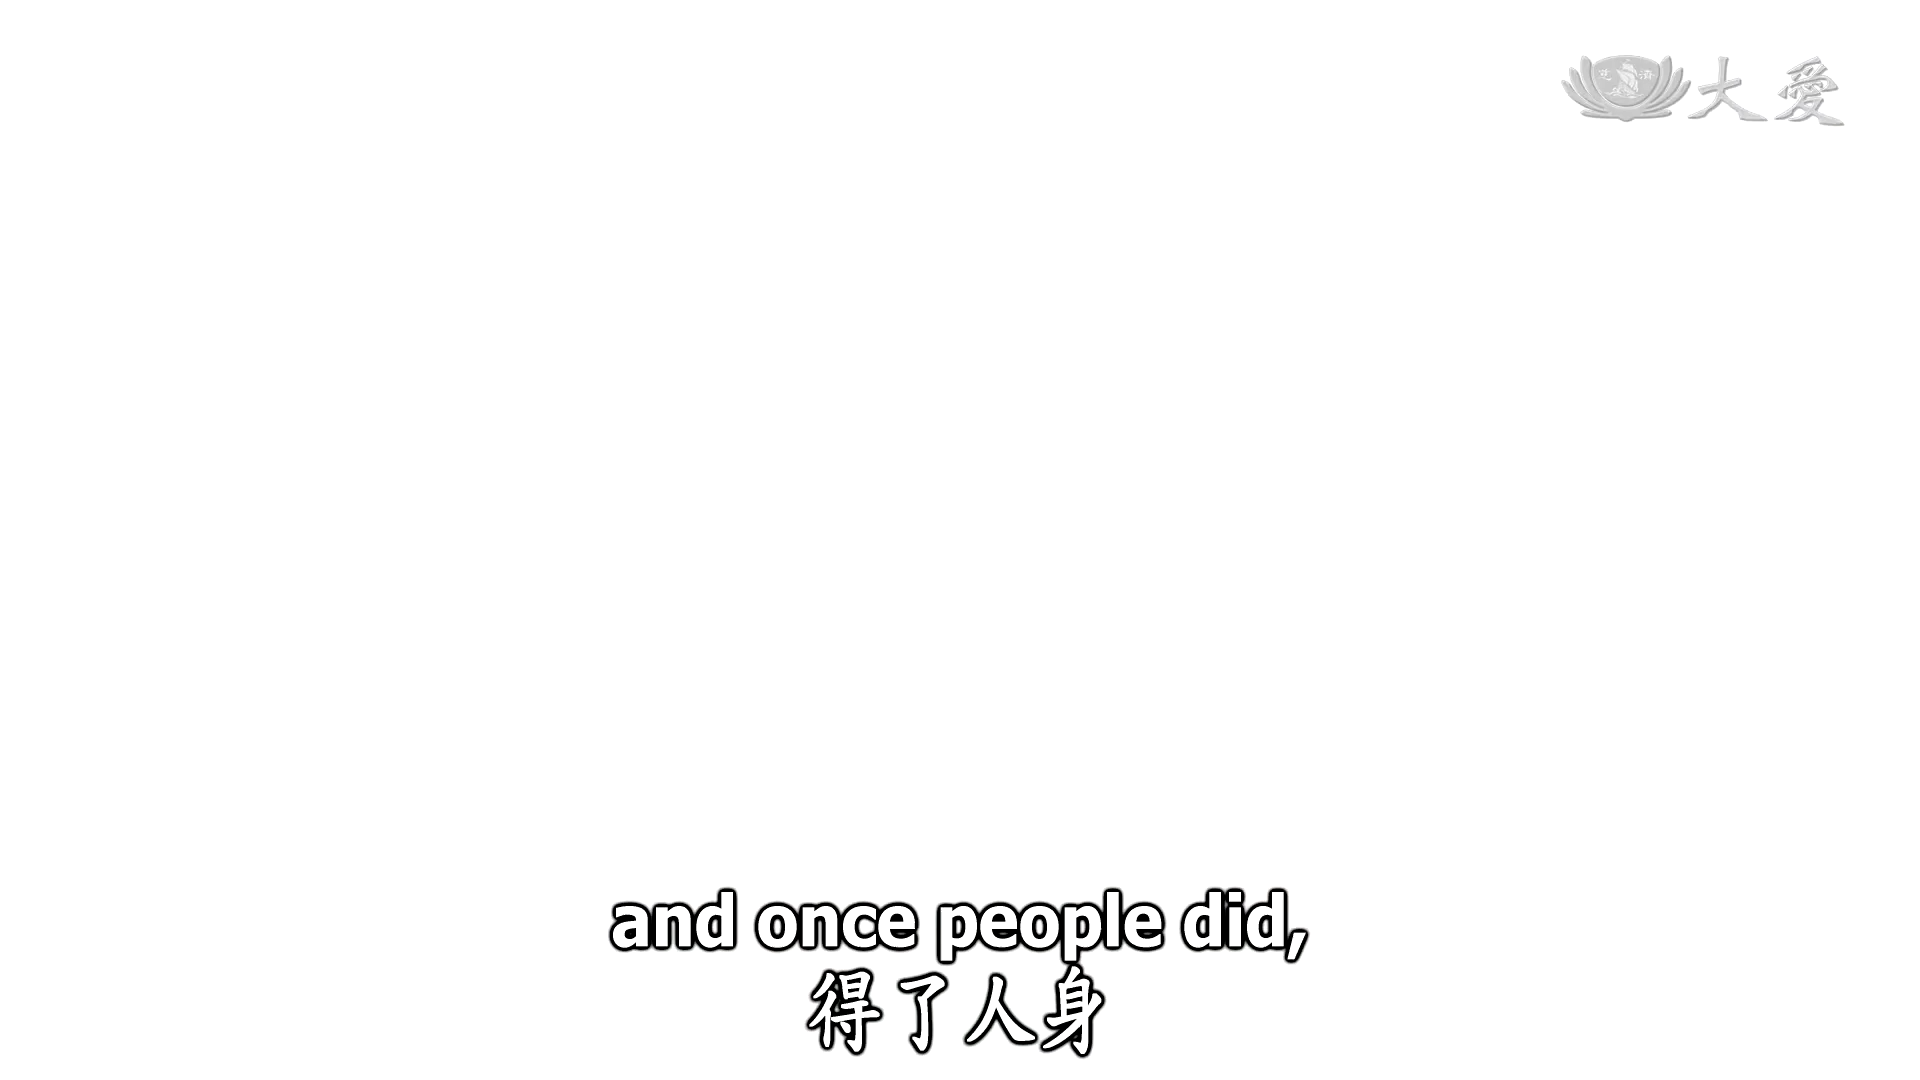 大愛
and once people did,
得了人身